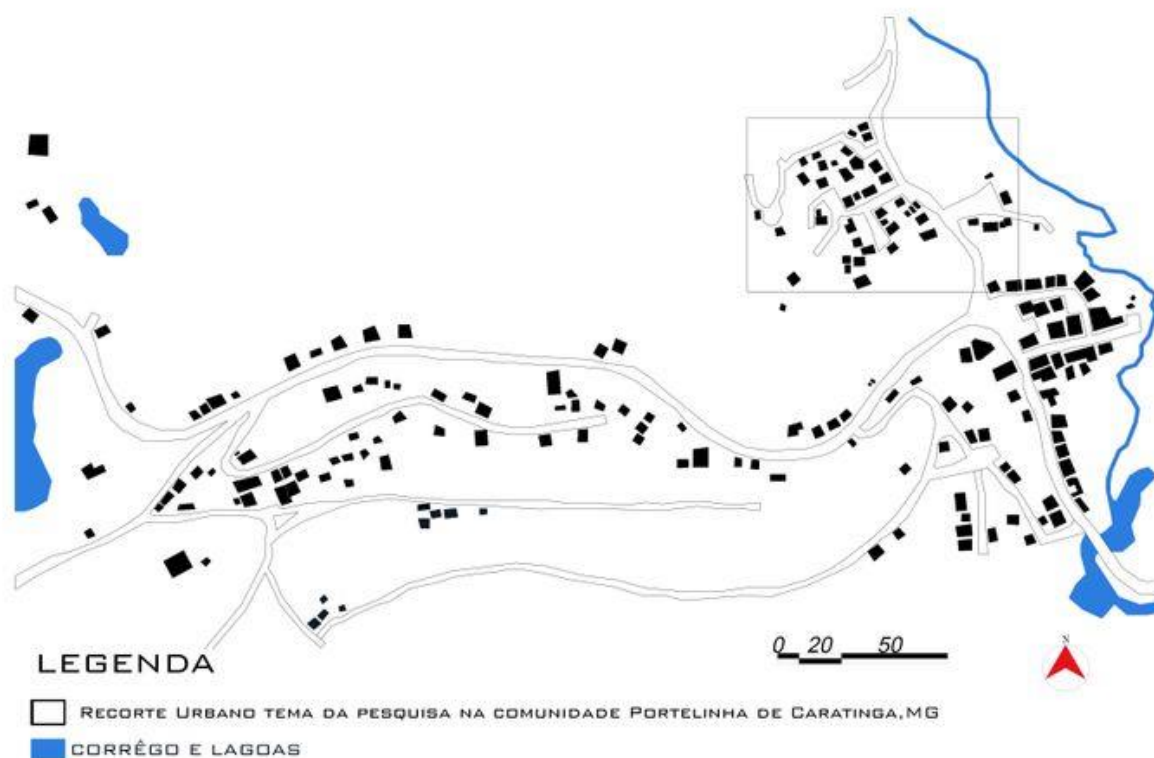 0 20 50
N
LEGENDA
RECORTE URBANO TEMA DA PESQUISA NA COMUNIDADE PORTELINHA DE CARATINGA,MG
CORRÊGO E LAGOAS